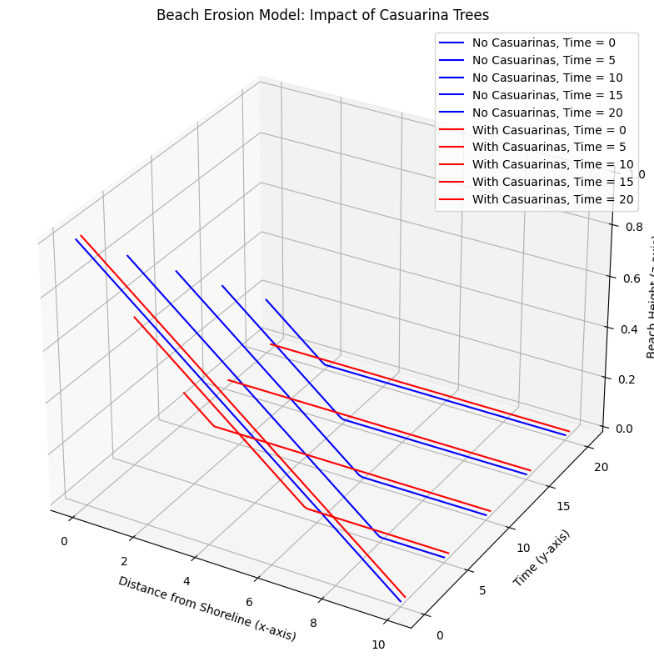 Beach Erosion Model: Impact of Casuarina Trees
No Casuarinas, Time = 0
No Casuarinas, Time = 5
No Casuarinas, Time = 10
No Casuarinas, Time = 15
No Casuarinas, Time = 20
With Casuarinas, Time = 0
With Casuarinas, Time = 5
With Casuarinas, Time = 10
With Casuarinas, Time = 15
With Casuarinas, Time = 20
0.8
0.6
0.4
0.2
0.0
Beach Height
20
15
10
5
0
Time (y-axis)
0
2
4
6
8
10
Distance from Shoreline (x-axis)